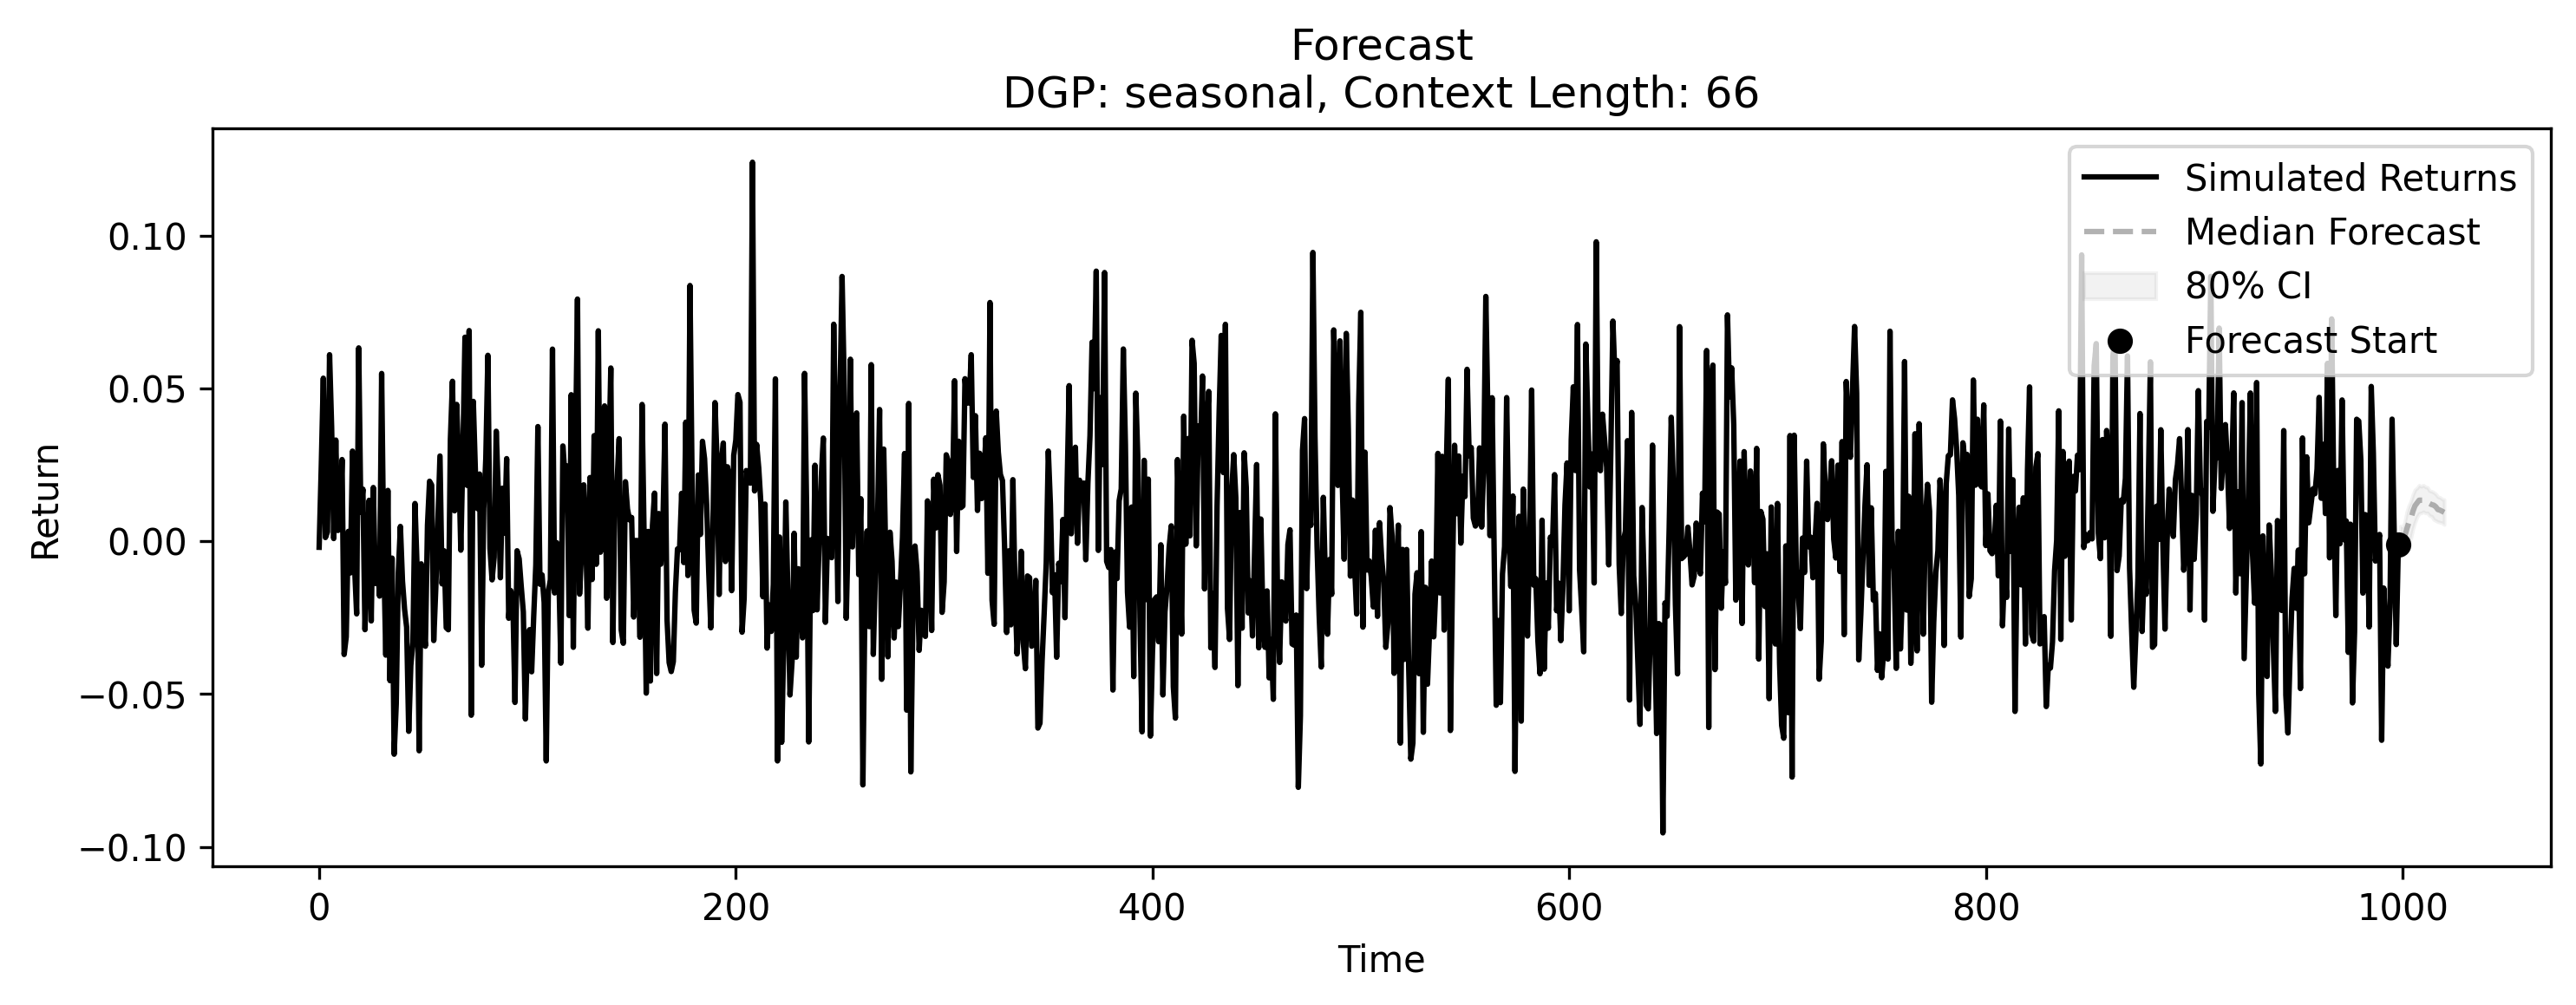 Forecast
DGP: seasonal, Context Length: 66
Simulated Returns
Median Forecast
80% CI
Forecast Start
Return
0.10
0.05
0.00
−0.05
−0.10
0
200
400
600
800
1000
Time